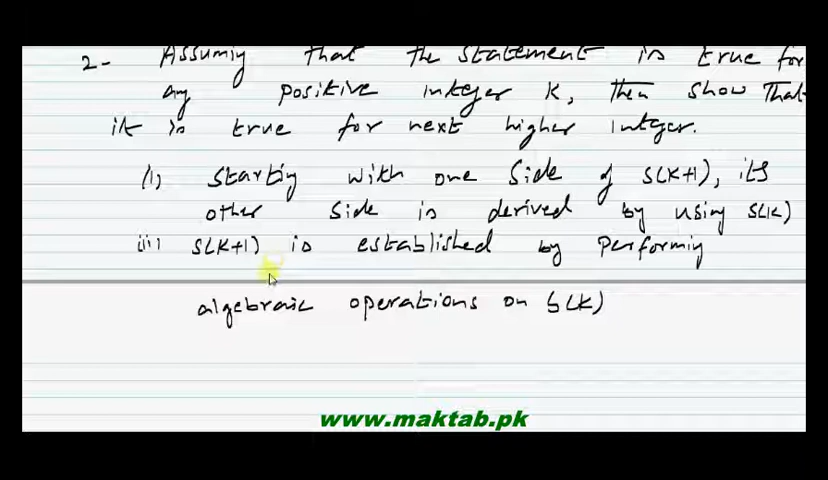 2- Assuming that the statement is true for
any positive integer K, then show that
it is true for next higher integer.
(i) Starting with one side of S(K+1), its
other side is derived by using S(K)
(ii) S(K+1) is established by performing
algebraic operations on S(K)
www.maktab.pk